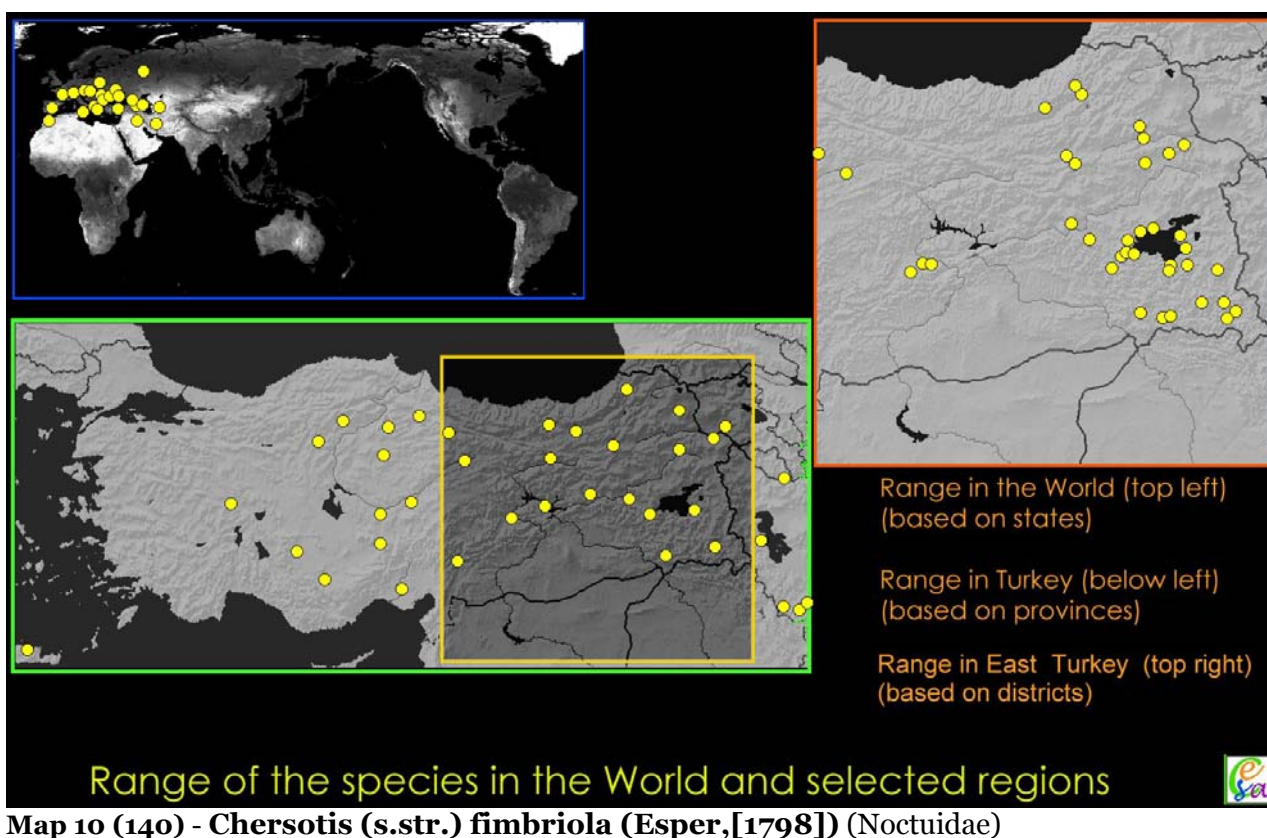 Range in the World (top left)
(based on states)
Range in Turkey (below left)
(based on provinces)
Range in East Turkey (top right)
(based on districts)
Range of the species in the World and selected regions
Cesa
Map 10 (140) - Chersotis (s.str.) fimbriola (Esper,[1798]) (Noctuidae)